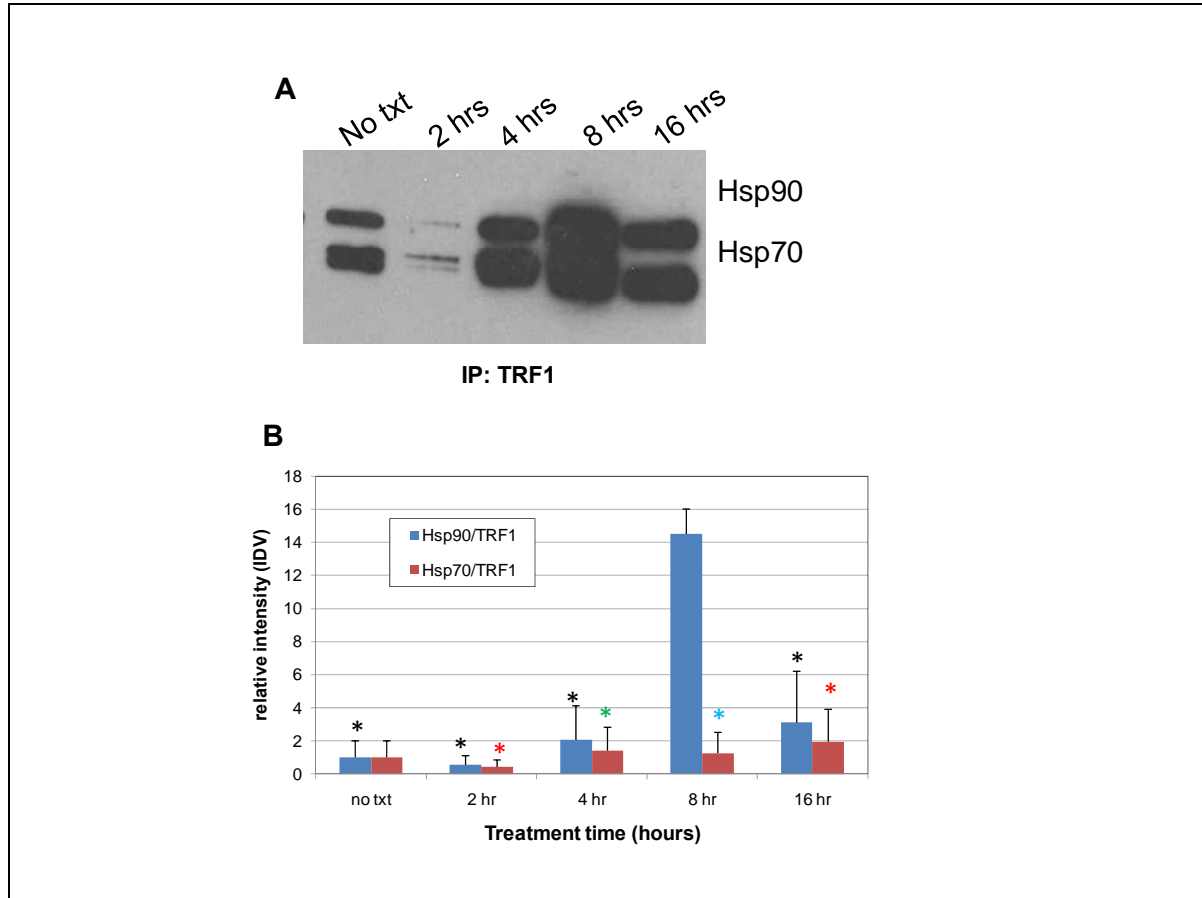 A
No txt 2 hrs 4 hrs 8 hrs 16 hrs
Hsp90
Hsp70
IP: TRF1
B
18
16
14
12
10
8
6
4
2
0
relative intensity (IDV)
Hsp90/TRF1
Hsp70/TRF1
* * * * * * * *
no txt 2 hr 4 hr 8 hr 16 hr
Treatment time (hours)